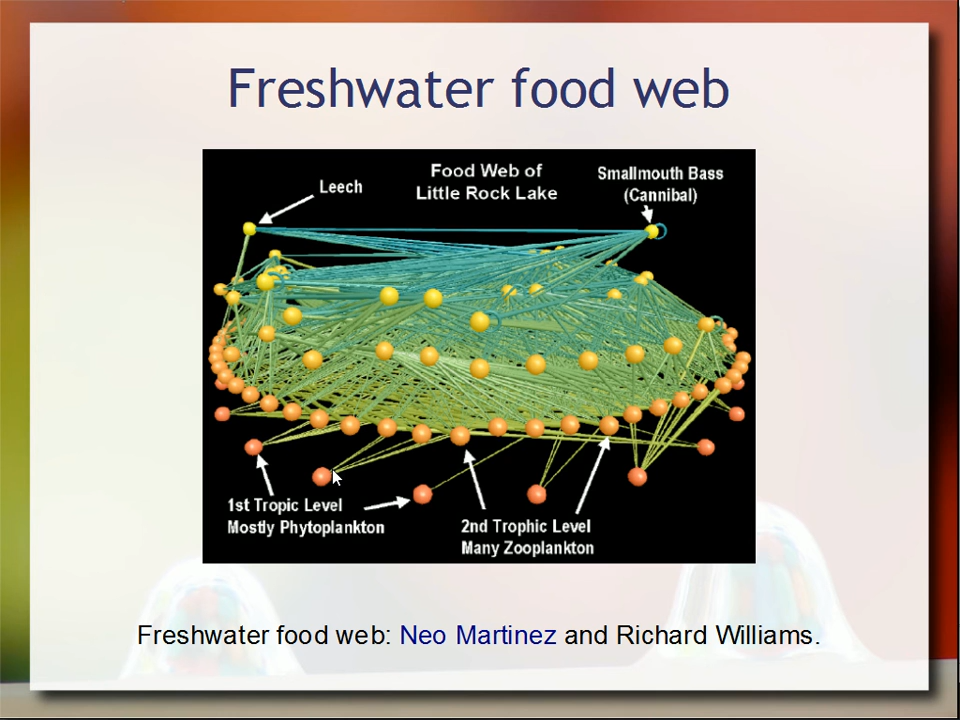 Freshwater food web
Food Web of
Little Rock Lake
Leech
Smallmouth Bass
(Cannibal)
1st Tropic Level
Mostly Phytoplankton
2nd Trophic Level
Many Zooplankton
Freshwater food web: Neo Martinez and Richard Williams.